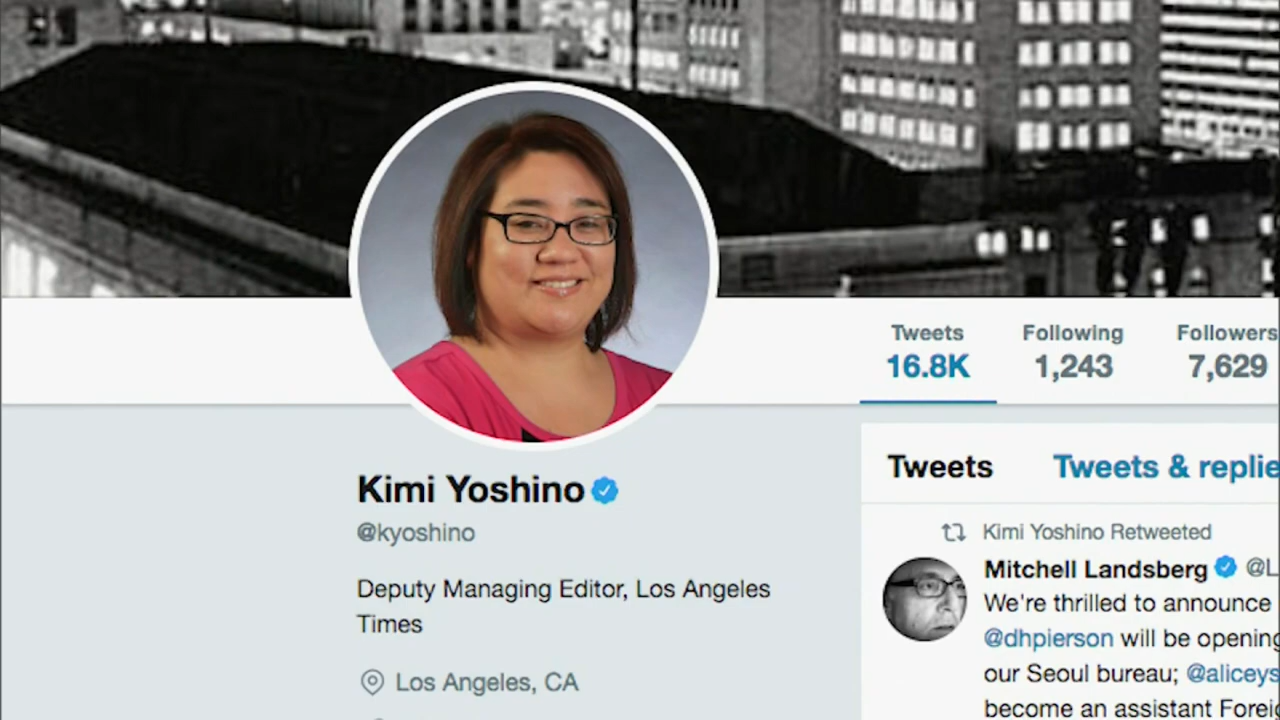 Tweets
16.8K
Following
1,243
Followers
7,629
Kimi Yoshino
@kyoshino
Deputy Managing Editor, Los Angeles
Times
Los Angeles, CA
Tweets
Tweets & replie
Kimi Yoshino Retweeted
Mitchell Landsberg @L
We're thrilled to announce
@dhpierson will be opening
our Seoul bureau; @aliceys
become an assistant Foreig